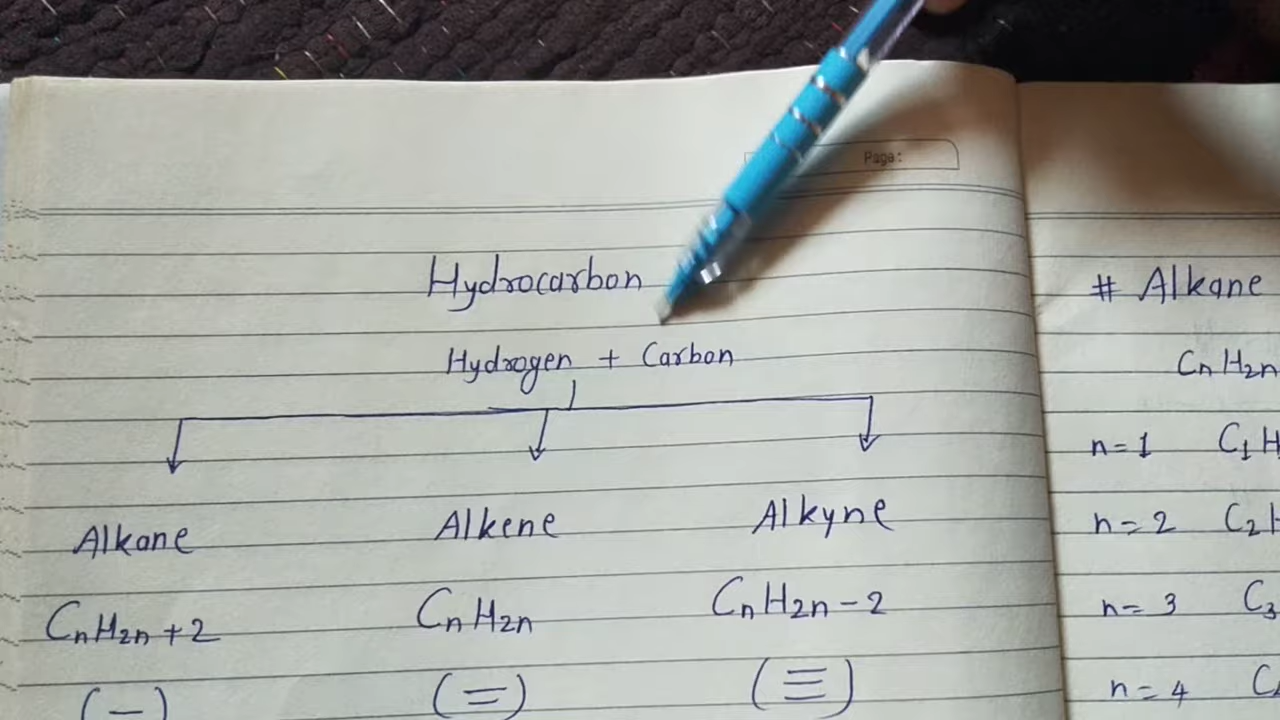 Page:
Hydrocarbon
Hydrogen + Carbon
Alkane Alkene Alkyne
CnH2n+2 CnH2n CnH2n-2
(-) (=) (≡)
# Alkane
CnH2n
n=1 C1H
n=2 C2H
n=3 C3
n=4